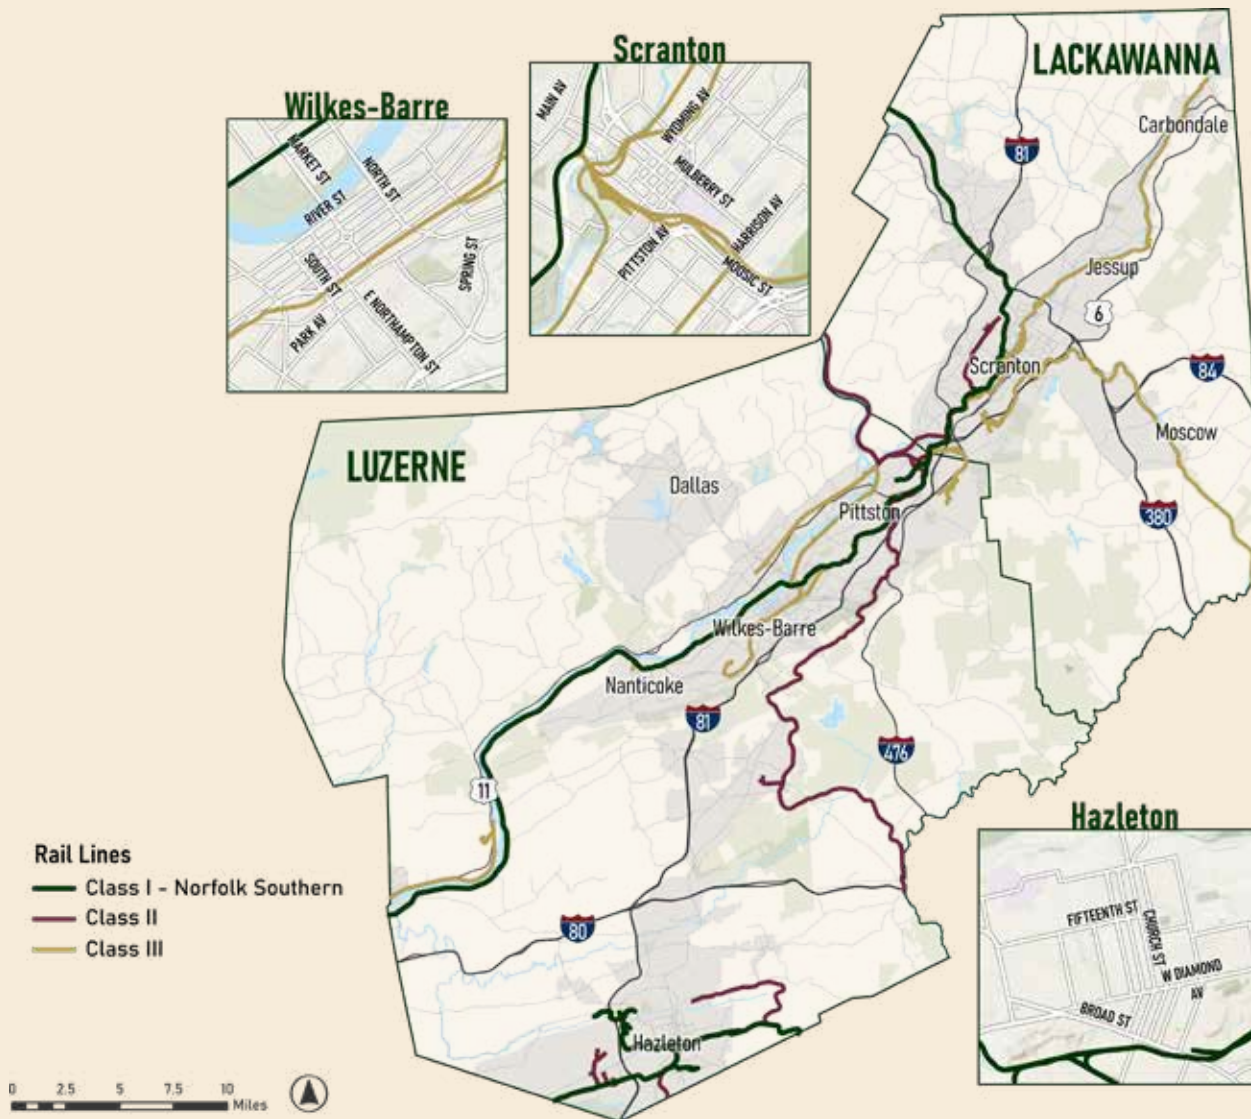 Scranton
MAIN AV
WYOMING AV
MULBERRY ST
HARRISON AV
PITTSTON AV
MOOSIC ST
Wilkes-Barre
MARKET ST
NORTH ST
RIVER ST
SOUTH ST
SPRING ST
PARK AV
E NORTHAMPTON ST
LACKAWANNA
Carbondale
81
Jessup
6
Scranton
84
Moscow
380
LUZERNE
Dallas
Pittston
Wilkes-Barre
Nanticoke
81
476
11
80
Hazleton
Hazleton
FIFTEENTH ST
CHURCH ST
W DIAMOND
AV
BROAD ST
Rail Lines
Class I - Norfolk Southern
Class II
Class III
0 2.5 5 7.5 10
Miles